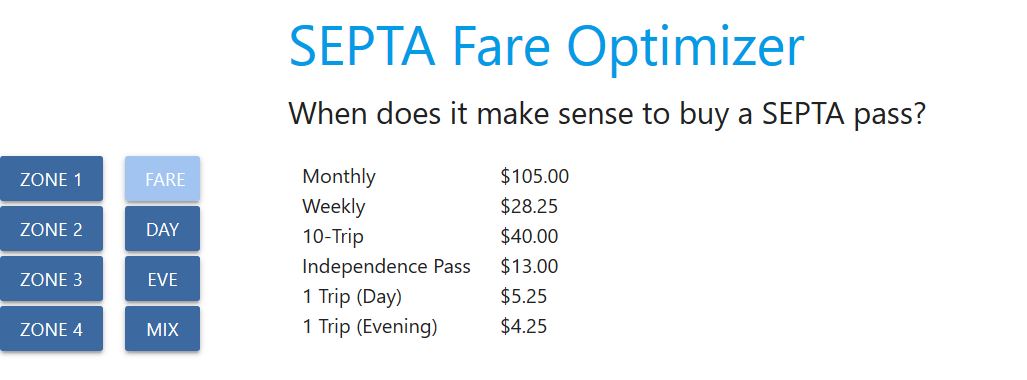 SEPTA Fare Optimizer
When does it make sense to buy a SEPTA pass?
ZONE 1
ZONE 2
ZONE 3
ZONE 4
FARE
DAY
EVE
MIX
Monthly $105.00
Weekly $28.25
10-Trip $40.00
Independence Pass $13.00
1 Trip (Day) $5.25
1 Trip (Evening) $4.25